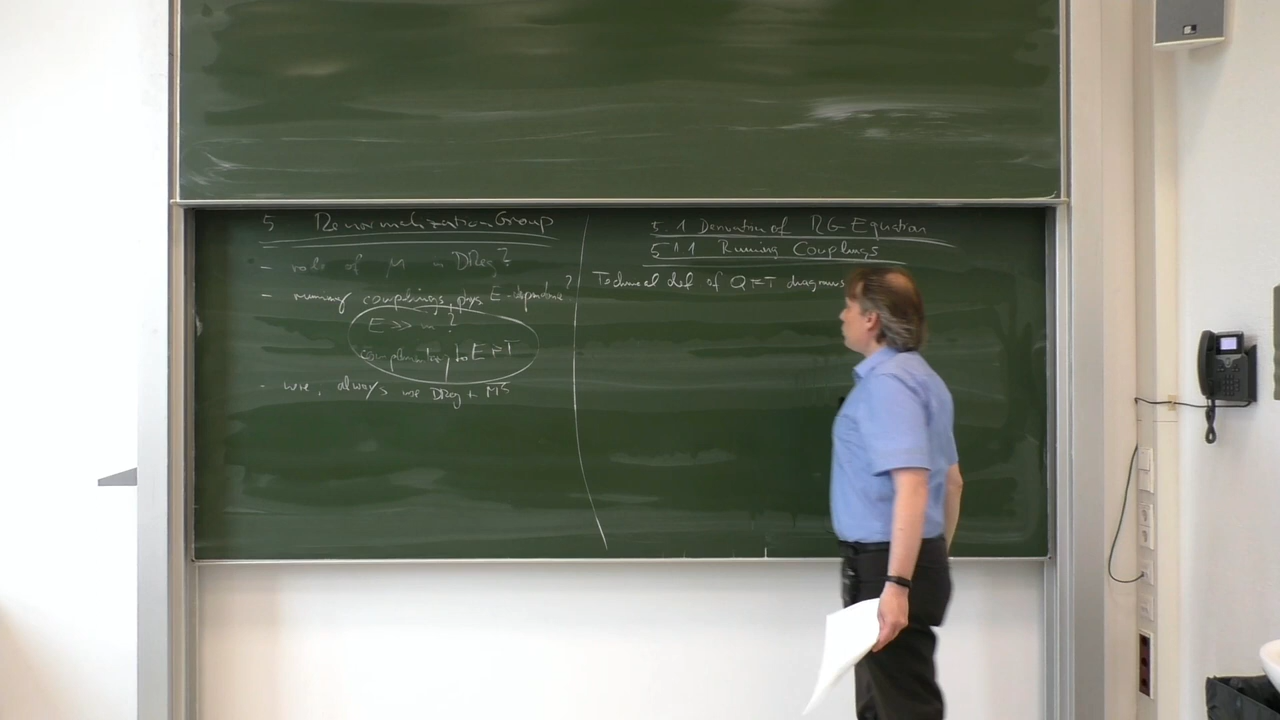 5 Renormalization Group
- role of μ in DReg?
- running couplings, phys E-dependence?
E ≫ m?
complementary to EFT
- here, always use DReg + MS
5.1 Derivation of RG Equation
5.1.1 Running Couplings
Technical def of QFT diagrams